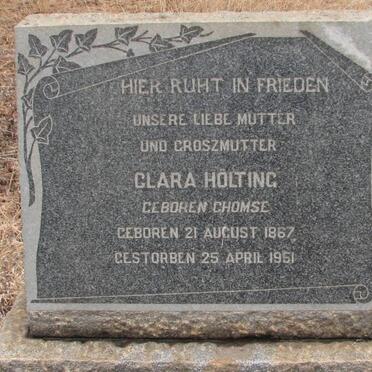 HIER RUHT IN FRIEDEN
UNSERE LIEBE MUTTER
UND GROSZMUTTER
CLARA HÖLTING
GEBOREN CHOMSE
GEBOREN 21 AUGUST 1867
GESTORBEN 25 APRIL 1951